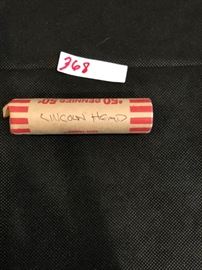 368
50 PENNIES 50¢
LINCOLN HEAD